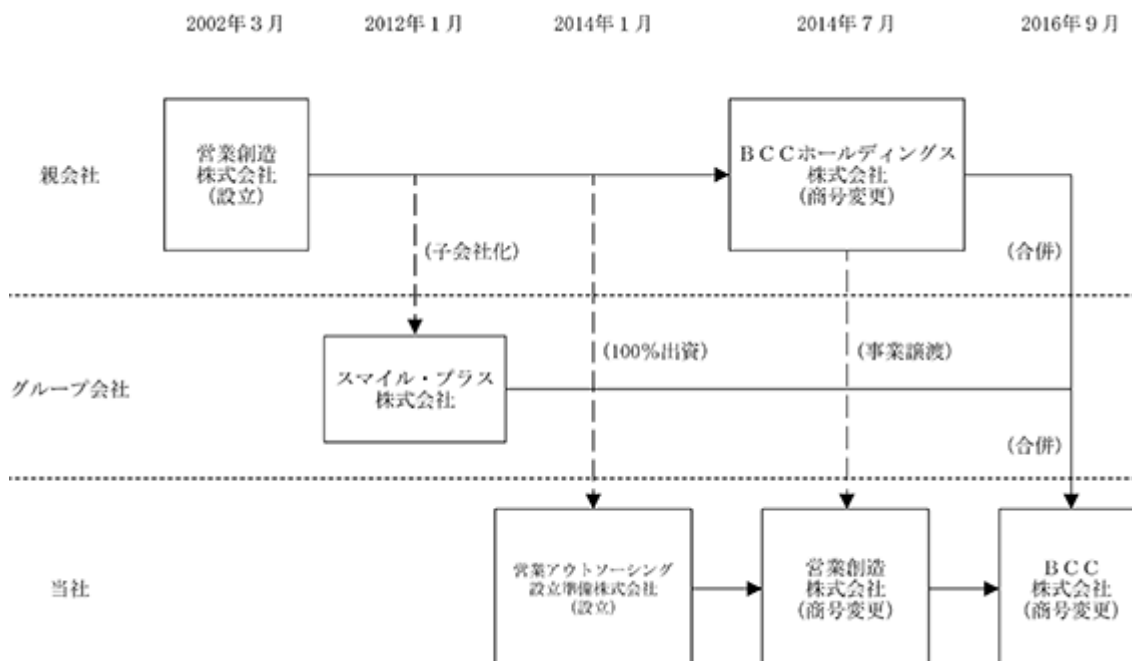 2002年3月
2012年1月
2014年1月
2014年7月
2016年9月
親会社
営業創造
株式会社
(設立)
BCCホールディングス
株式会社
(商号変更)
(子会社化)
(合併)
グループ会社
スマイル・プラス
株式会社
(100%出資)
(事業譲渡)
(合併)
当社
営業アウトソーシング
設立準備株式会社
(設立)
営業創造
株式会社
(商号変更)
BCC
株式会社
(商号変更)